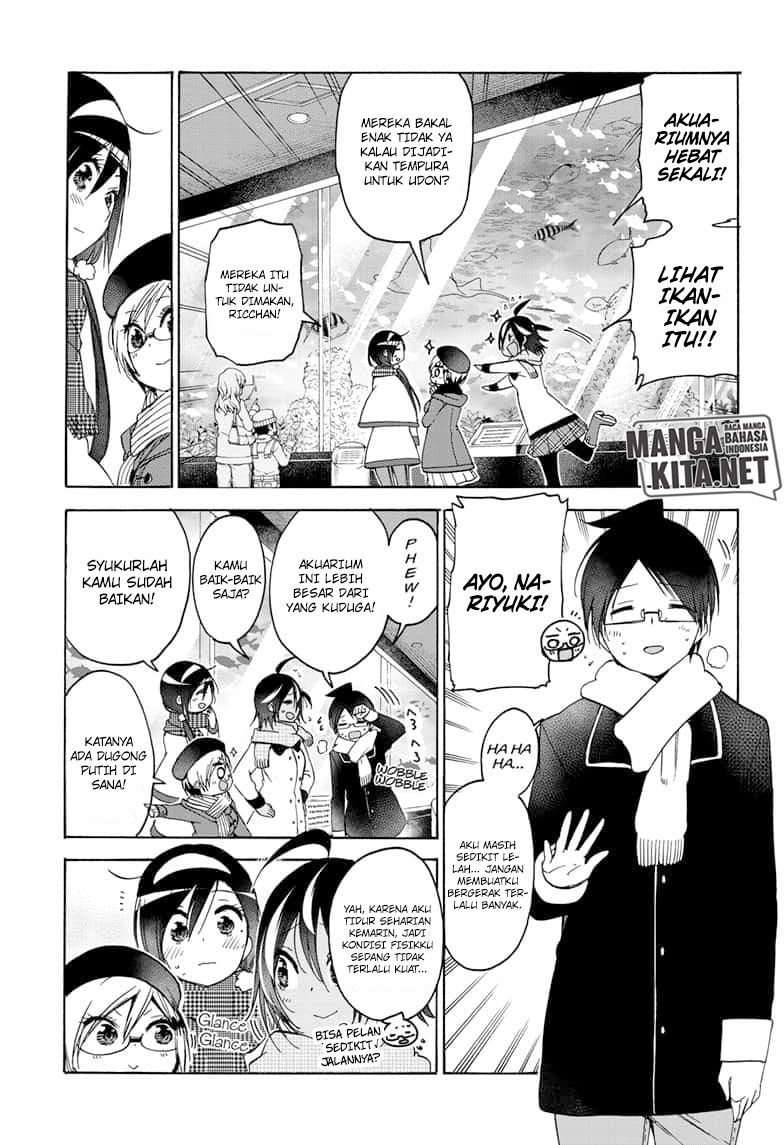 AKUA-
RIUMNYA
HEBAT
SEKALI!
LIHAT
IKAN-
IKAN
ITU!!
MEREKA BAKAL
ENAK TIDAK YA
KALAU DIJADI-
KAN TEMPURA
UNTUK UDON?
MEREKA ITU
TIDAK UN-
TUK DIMAKAN,
RICCHAN!
MANGA
KITA.NET
BACA MANGA
BAHASA
INDONESIA
AYO, NA-
RIYUKI!
HA HA
HA...
AKU MASIH
SEDIKIT LE-
LAH... JANGAN
MEMBUATKU
BERGERAK TER-
LALU BANYAK.
PHEW!
AKUARIUM
INI LEBIH
BESAR DARI
YANG KUDUGA!
KAMU
BAIK-BAIK
SAJA?
SYUKURLAH
KAMU SUDAH
BAIKAN!
KATANYA
ADA DUGONG
PUTIH DI
SANA!
WOBBLE
WOBBLE
YAH, KARENA AKU
TIDUR SEHARIAN
KEMARIN, JADI
KONDISI FISIKKU
SEDANG TIDAK
TERLALU KUAT...
BISA PELAN
SEDIKIT
JALANNYA?
Glance
Glance